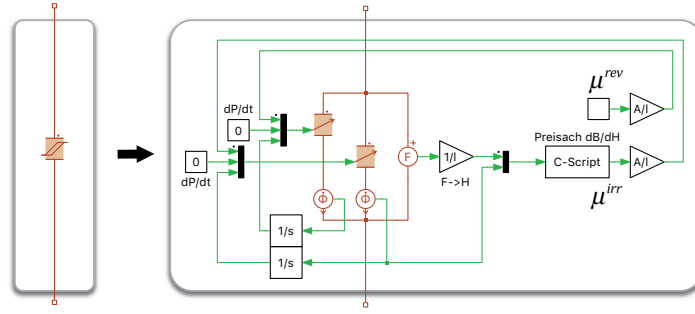 μ^rev
dP/dt
A/I
0
Preisach dB/dH
0
F
1/I
C-Script
A/I
dP/dt
F->H
μ^irr
Φ
Φ
1/s
1/s